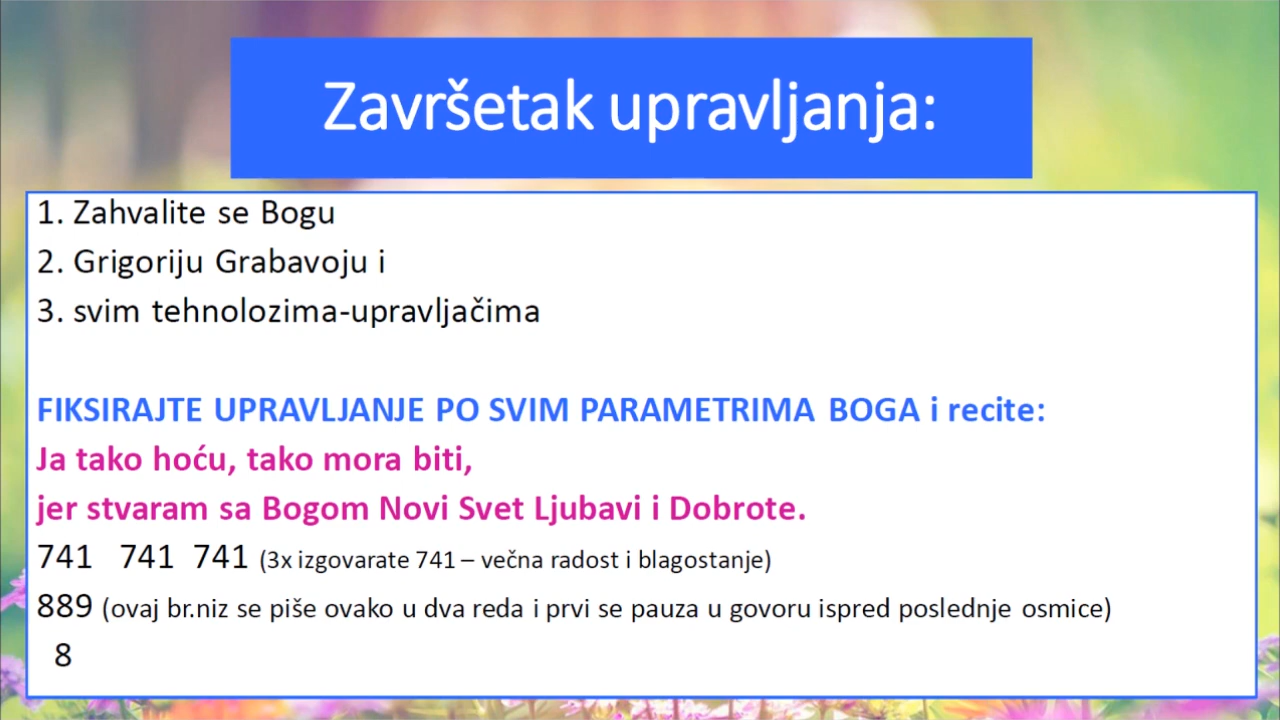 Završetak upravljanja:
1. Zahvalite se Bogu
2. Grigoriju Grabavoju i
3. svim tehnolozima-upravljačima
FIKSIRAJTE UPRAVLJANJE PO SVIM PARAMETRIMA BOGA i recite:
Ja tako hoću, tako mora biti,
jer stvaram sa Bogom Novi Svet Ljubavi i Dobrote.
741 741 741 (3x izgovarate 741 – večna radost i blagostanje)
889 (ovaj br.niz se piše ovako u dva reda i prvi se pauza u govoru ispred poslednje osmice)
8